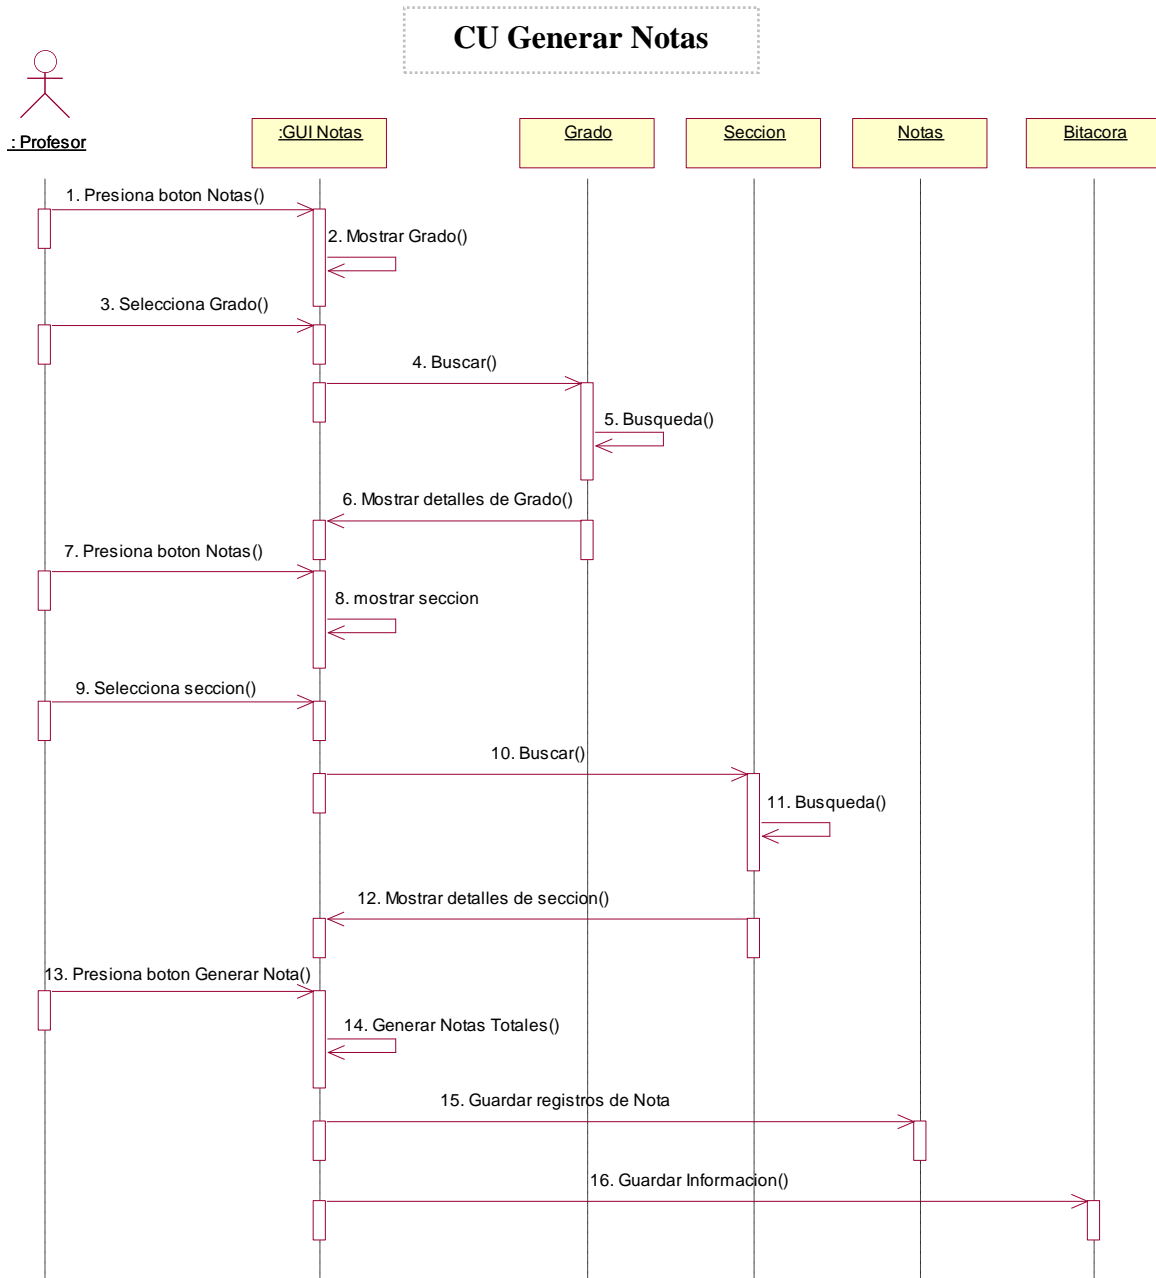 CU Generar Notas
: Profesor
:GUI Notas
Grado
Seccion
Notas
Bitacora
1. Presiona boton Notas()
2. Mostrar Grado()
3. Selecciona Grado()
4. Buscar()
5. Busqueda()
6. Mostrar detalles de Grado()
7. Presiona boton Notas()
8. mostrar seccion
9. Selecciona seccion()
10. Buscar()
11. Busqueda()
12. Mostrar detalles de seccion()
13. Presiona boton Generar Nota()
14. Generar Notas Totales()
15. Guardar registros de Nota
16. Guardar Informacion()